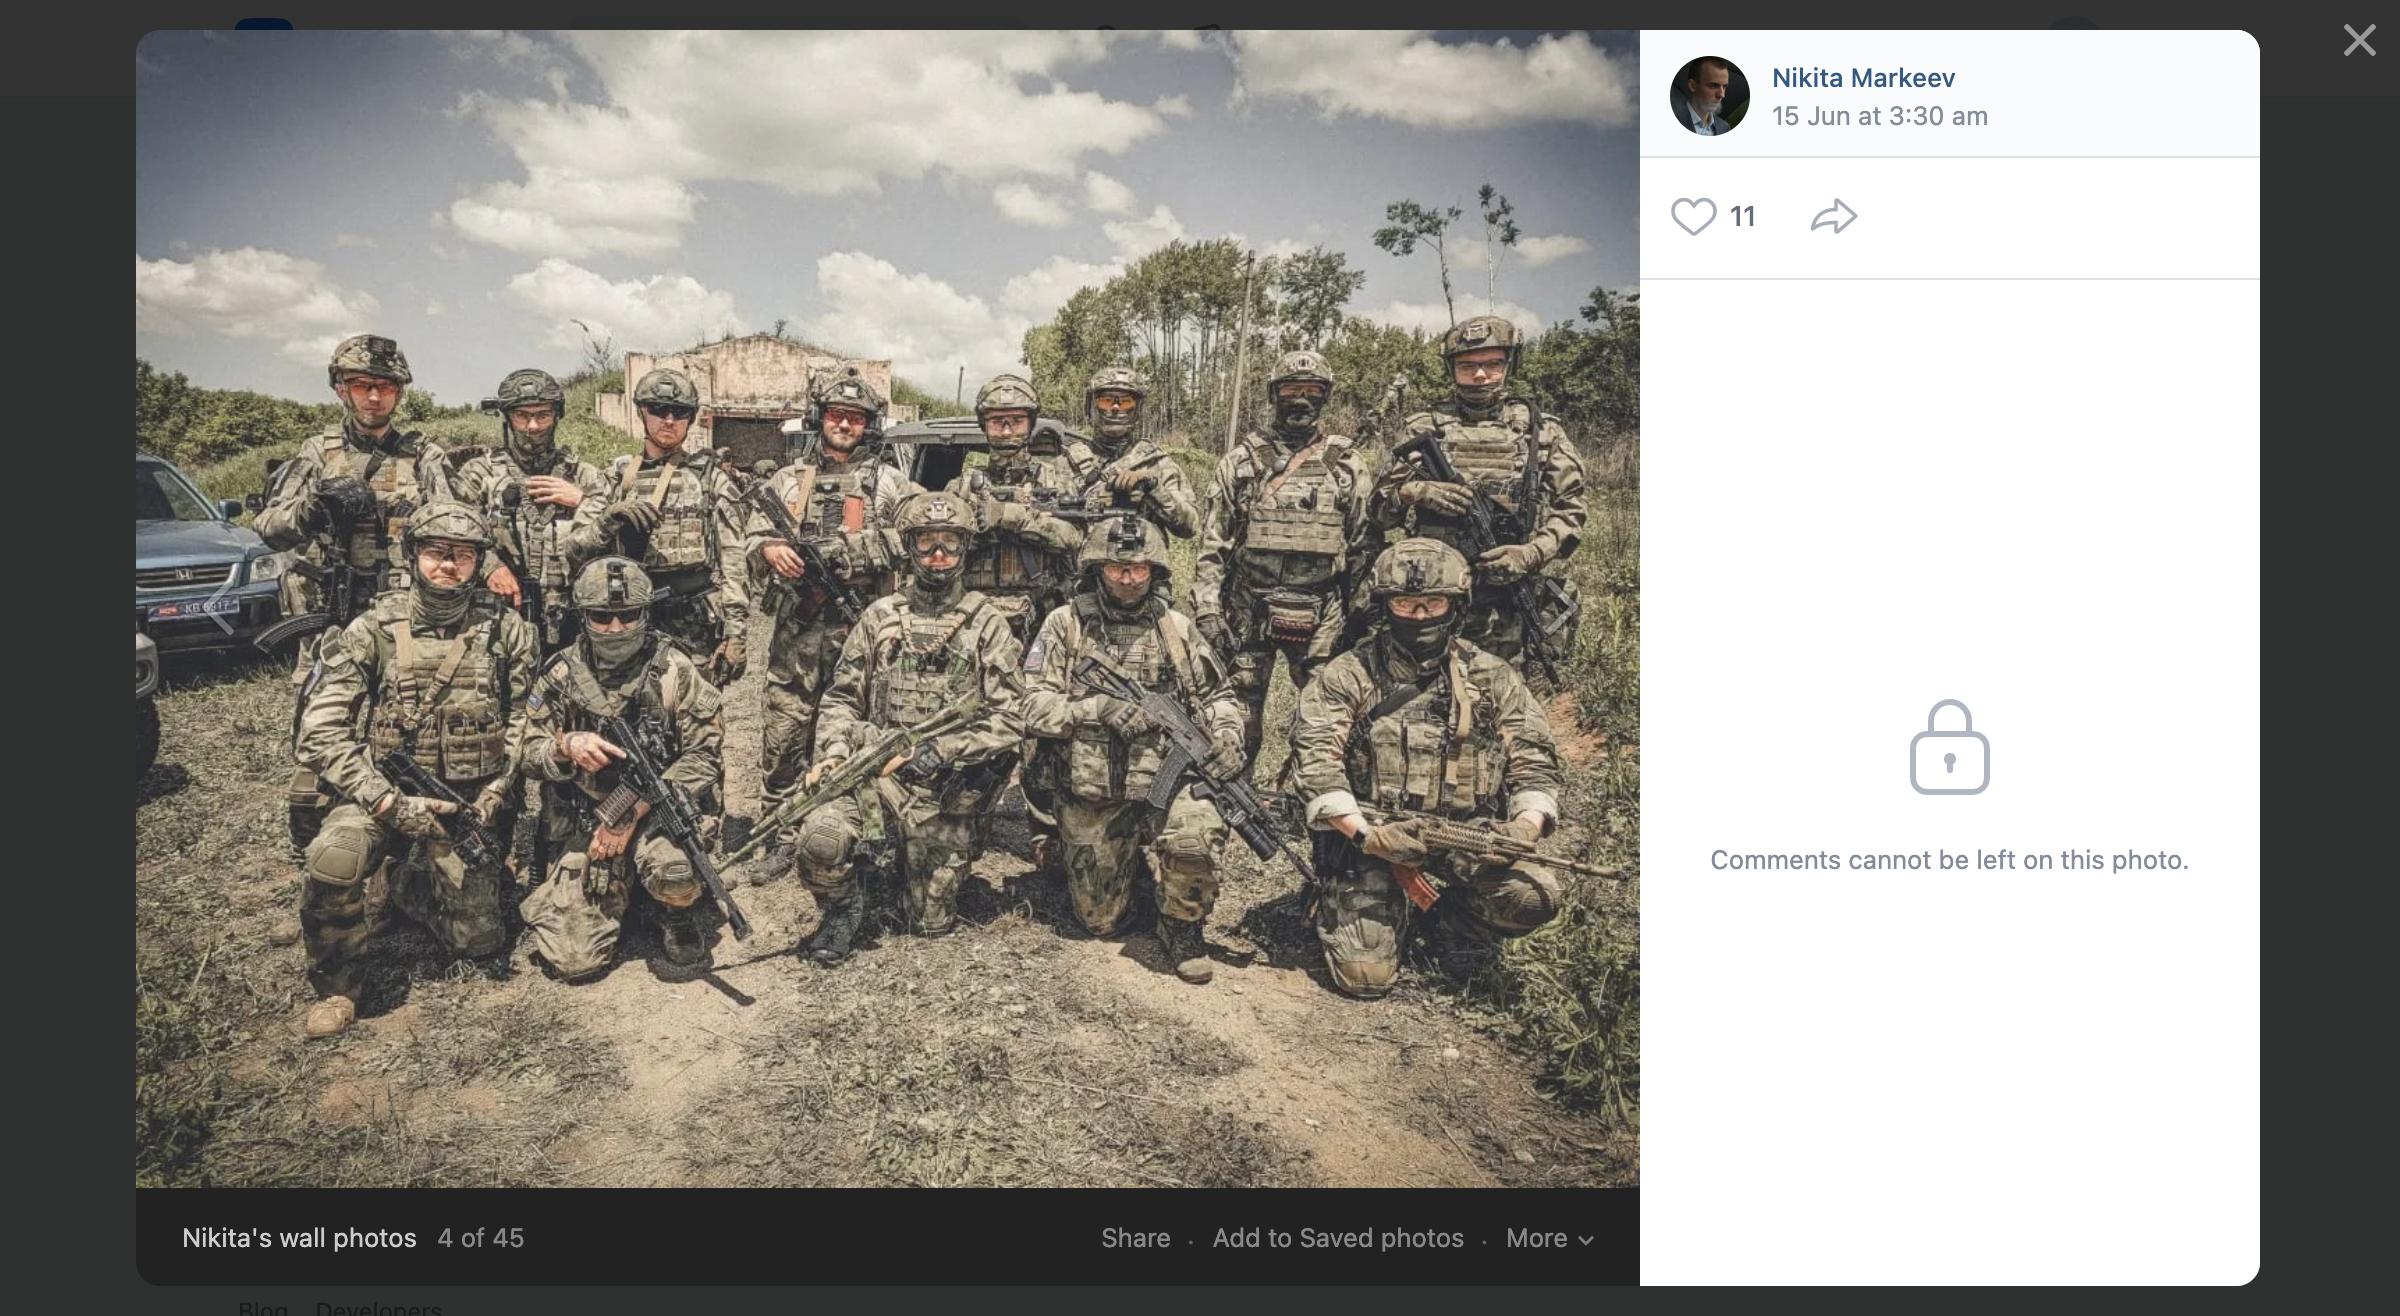 Nikita Markeev
15 Jun at 3:30 am
11
Comments cannot be left on this photo.
Nikita's wall photos 4 of 45
Share · Add to Saved photos · More
Blog Developers